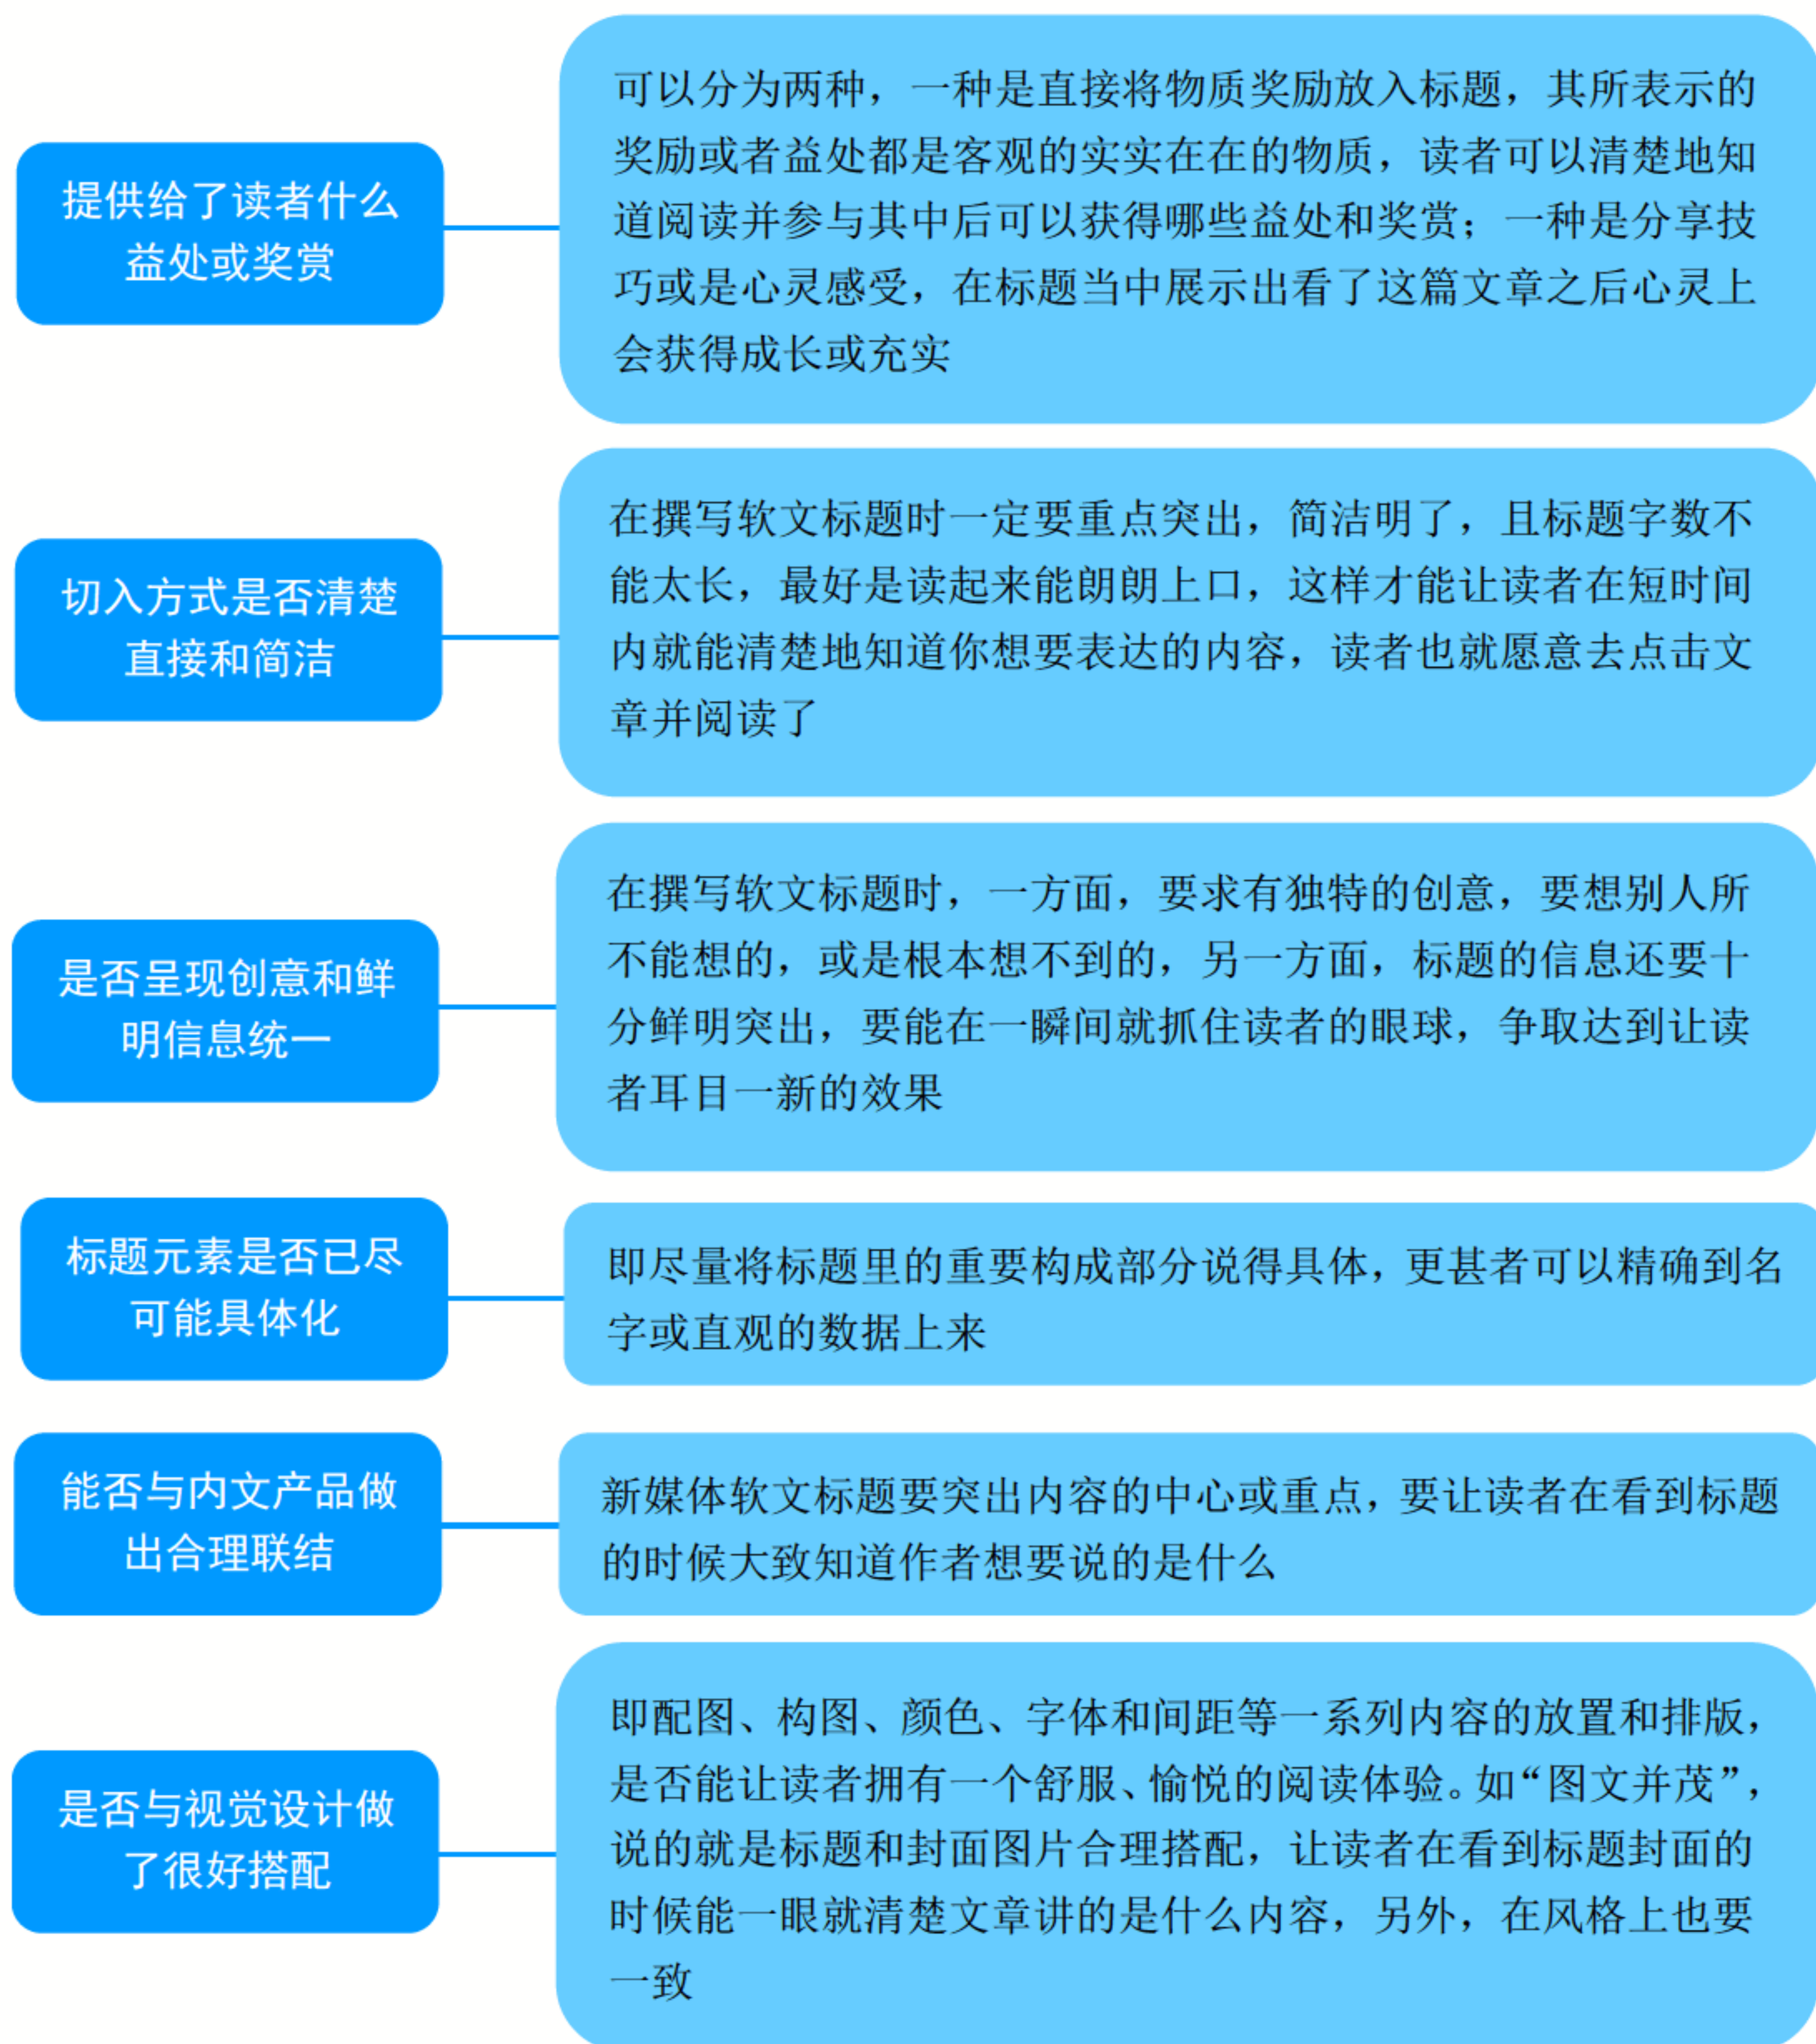 提供给了读者什么
益处或奖赏
可以分为两种，一种是直接将物质奖励放入标题，其所表示的
奖励或者益处都是客观的实实在在的物质，读者可以清楚地知
道阅读并参与其中后可以获得哪些益处和奖赏；一种是分享技
巧或是心灵感受，在标题当中展示出看了这篇文章之后心灵上
会获得成长或充实
切入方式是否清楚
直接和简洁
在撰写软文标题时一定要重点突出，简洁明了，且标题字数不
能太长，最好是读起来能朗朗上口，这样才能让读者在短时间
内就能清楚地知道你想要表达的内容，读者也就愿意去点击文
章并阅读了
是否呈现创意和鲜
明信息统一
在撰写软文标题时，一方面，要求有独特的创意，要想别人所
不能想的，或是根本想不到的，另一方面，标题的信息还要十
分鲜明突出，要能在一瞬间就抓住读者的眼球，争取达到让读
者耳目一新的效果
标题元素是否已尽
可能具体化
即尽量将标题里的重要构成部分说得具体，更甚者可以精确到名
字或直观的数据上来
能否与内文产品做
出合理联结
新媒体软文标题要突出内容的中心或重点，要让读者在看到标题
的时候大致知道作者想要说的是什么
是否与视觉设计做
了很好搭配
即配图、构图、颜色、字体和间距等一系列内容的放置和排版，
是否能让读者拥有一个舒服、愉悦的阅读体验。如“图文并茂”，
说的就是标题和封面图片合理搭配，让读者在看到标题封面的
时候能一眼就清楚文章讲的是什么内容，另外，在风格上也要
一致